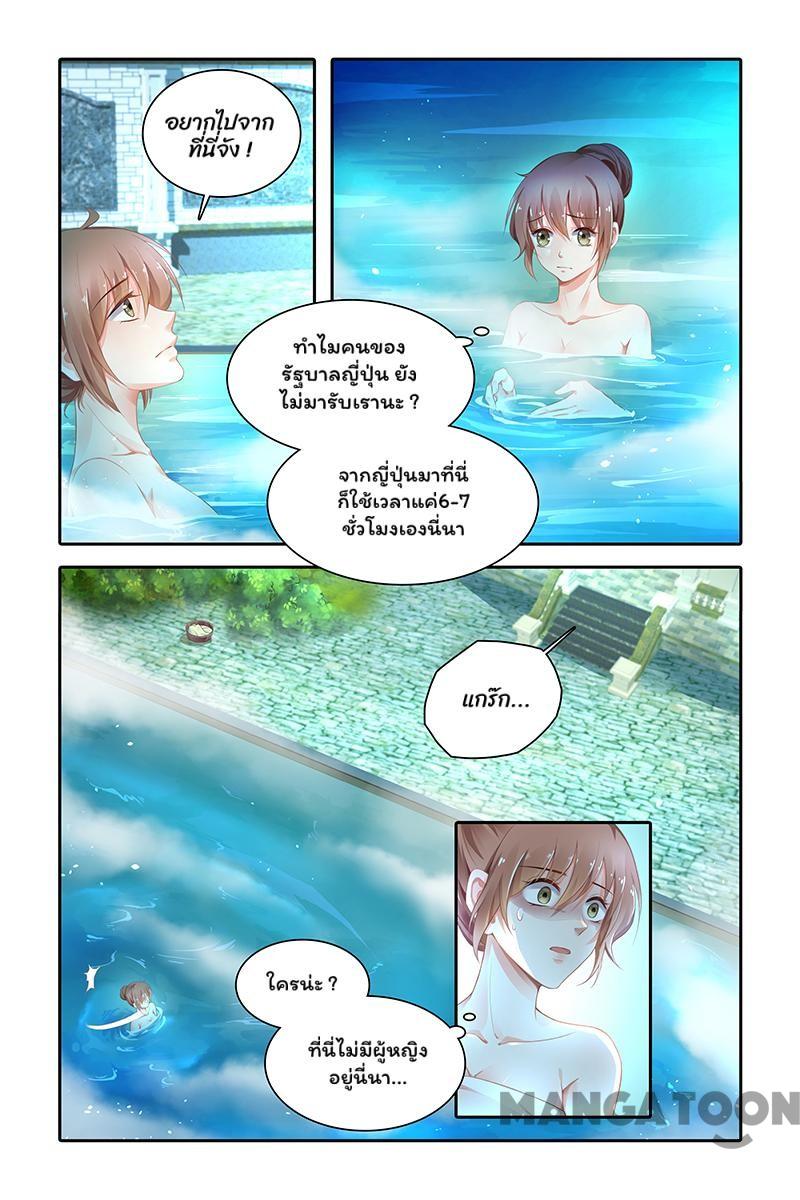 อยากไปจาก
ที่นี่จัง !
ทำไมคนของ
รัฐบาลญี่ปุ่น ยัง
ไม่มารับเรานะ ?
จากญี่ปุ่นมาที่นี่
ก็ใช้เวลาแค่6-7
ชั่วโมงเองนี่นา
แกร๊ก...
ใครน่ะ ?
ที่นี่ไม่มีผู้หญิง
อยู่นี่นา...
MANGATOON